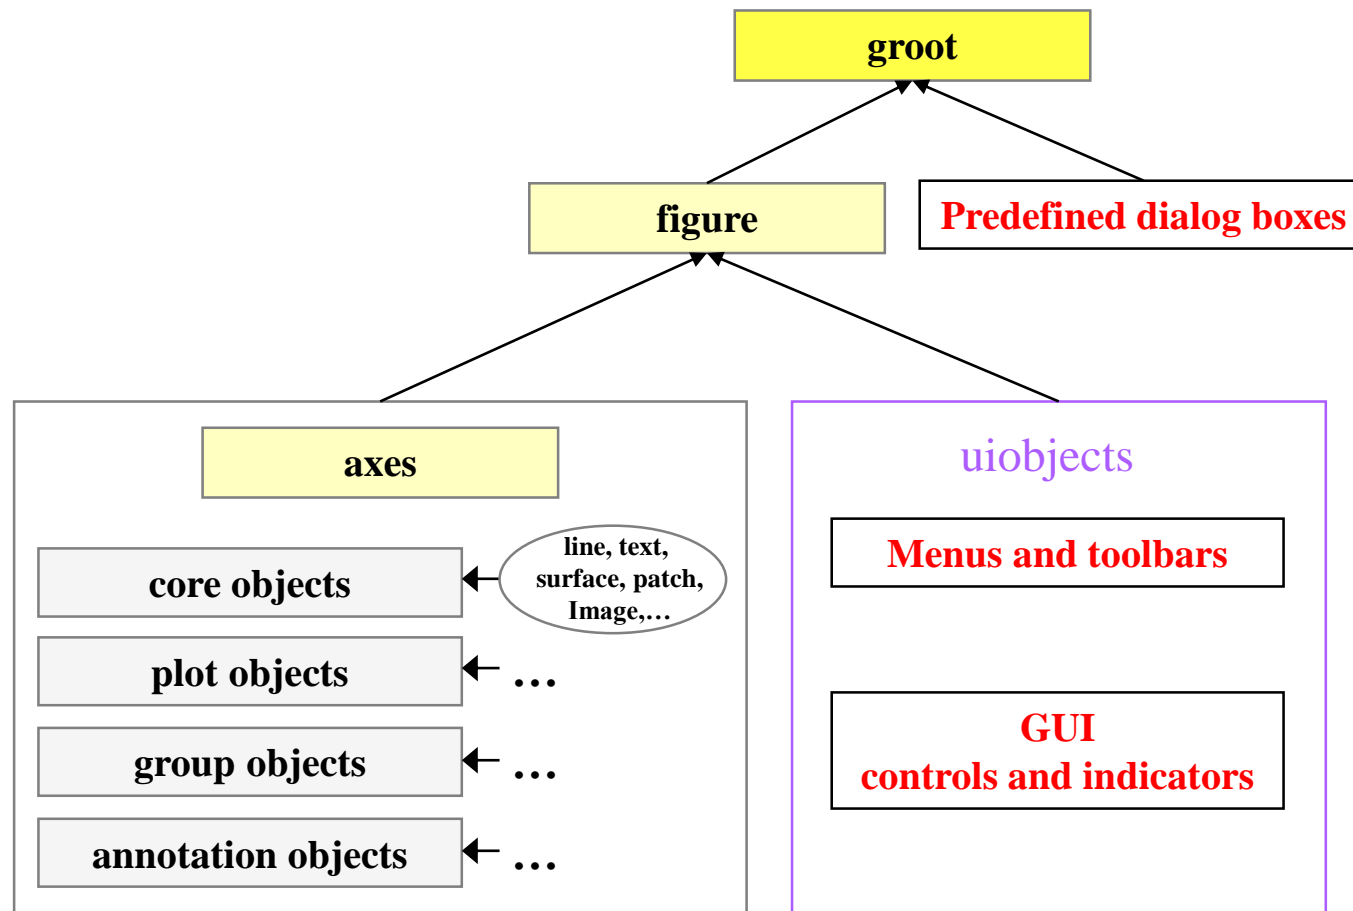 groot
figure
Predefined dialog boxes
axes
core objects
line, text,
surface, patch,
Image,…
plot objects
…
group objects
…
annotation objects
…
uiobjects
Menus and toolbars
GUI
controls and indicators